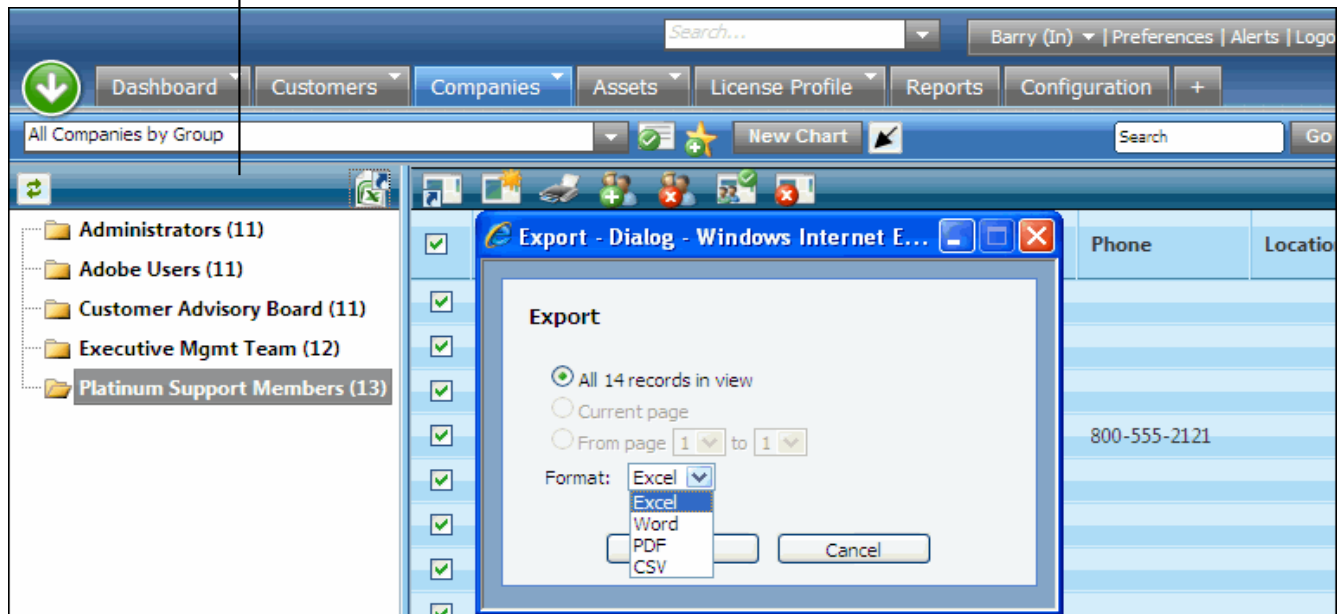 Search...
Barry (In) | Preferences | Alerts | Logo
Dashboard Customers Companies Assets License Profile Reports Configuration +
All Companies by Group New Chart Search Go
Administrators (11)
Adobe Users (11)
Customer Advisory Board (11)
Executive Mgmt Team (12)
Platinum Support Members (13)
Phone Locatio
800-555-2121
Export - Dialog - Windows Internet E...
Export
All 14 records in view
Current page
From page 1 to 1
Format: Excel
Excel
Word
PDF
CSV
Cancel